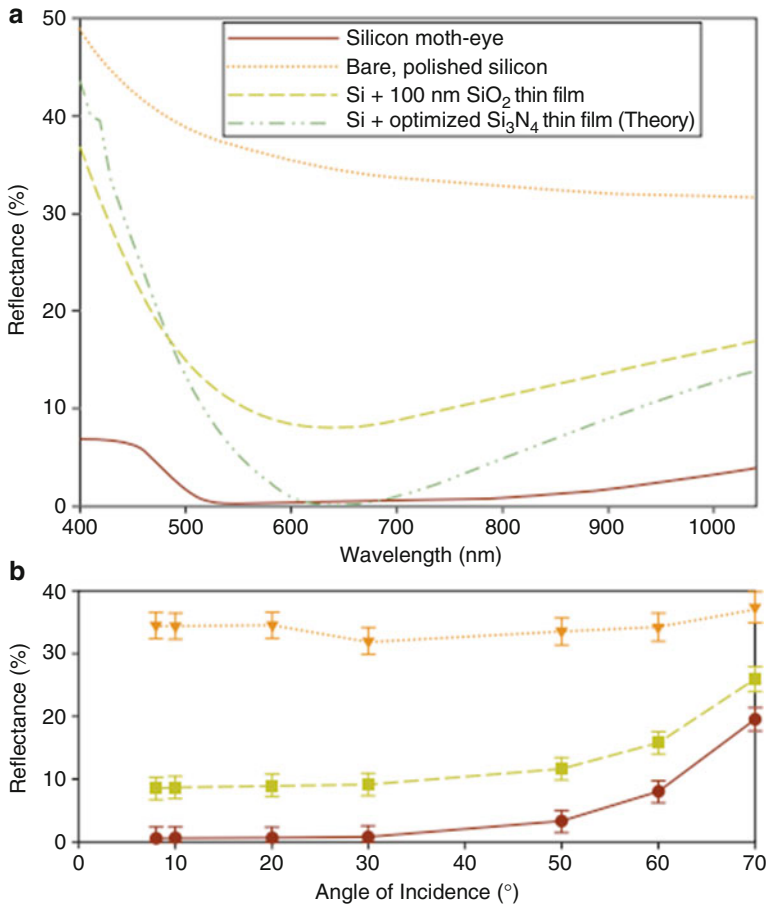 a
50
40
30
20
10
0
Reflectance (%)
Silicon moth-eye
Bare, polished silicon
Si + 100 nm SiO₂ thin film
Si + optimized Si₃N₄ thin film (Theory)
400 500 600 700 800 900 1000
Wavelength (nm)
b
40
30
20
10
0
Reflectance (%)
0 10 20 30 40 50 60 70
Angle of Incidence (°)